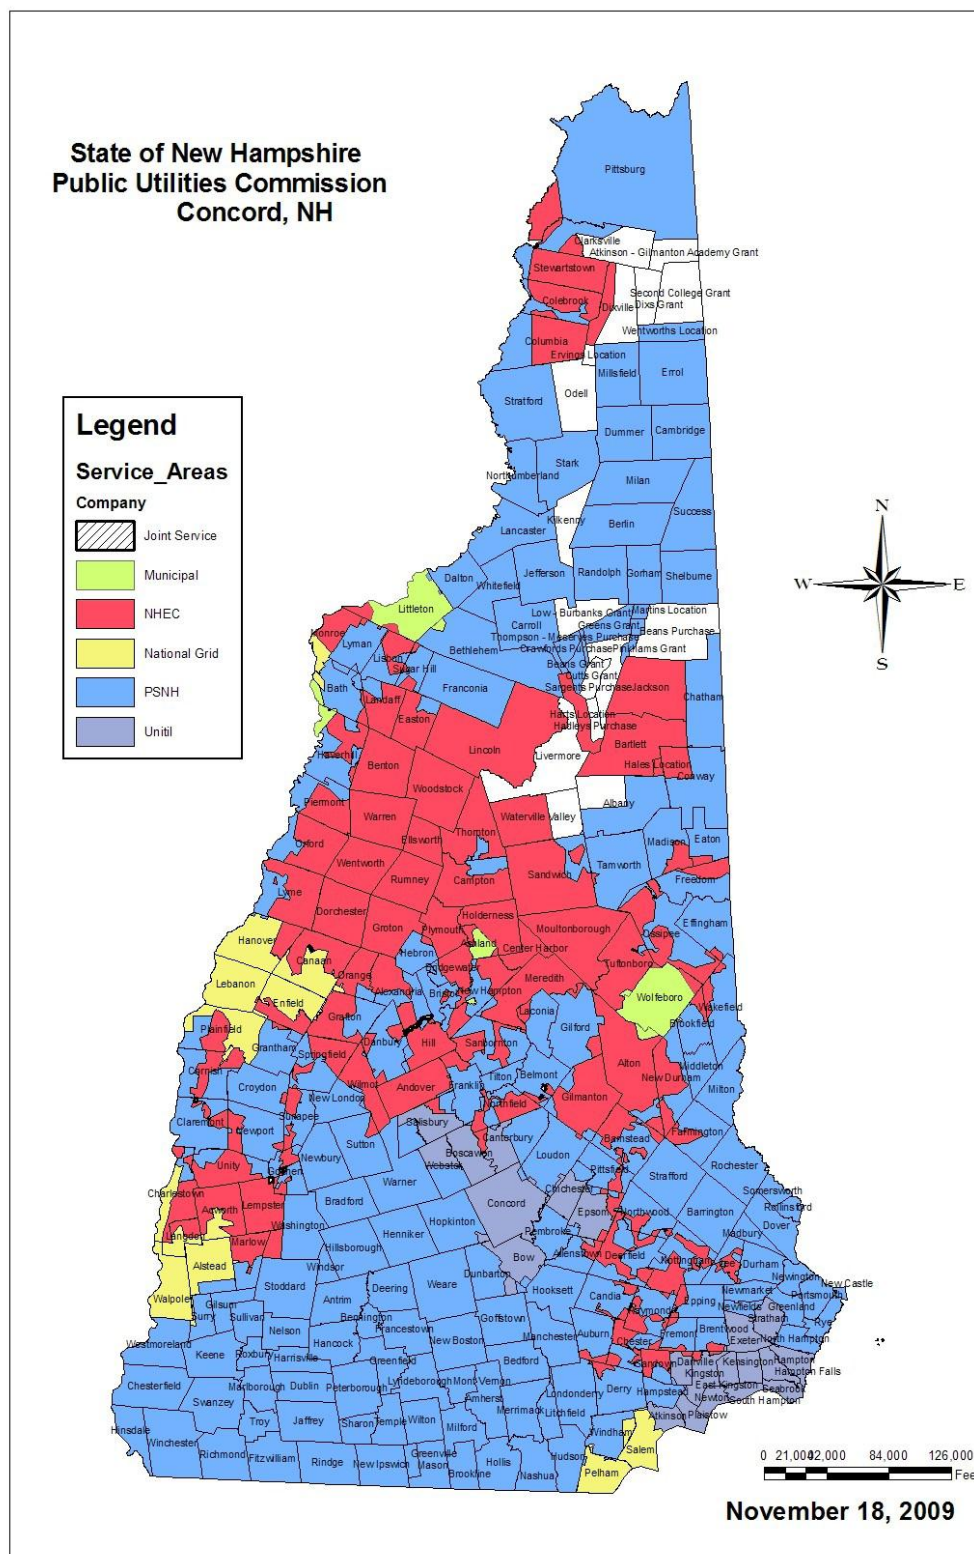 State of New Hampshire
Public Utilities Commission
Concord, NH
Legend
Service_Areas
Company
Joint Service
Municipal
NHEC
National Grid
PSNH
Unitil
N
W E
S
Pittsburg
Clarksville
Atkinson - Gilmanton Academy Grant
Stewartstown
Second College Grant
Colebrook
Dixville
Dixs Grant
Wentworths Location
Columbia
Ervings Location
Millsfield
Errol
Odell
Stratford
Dummer
Cambridge
Stark
Northumberland
Milan
Success
Kilkenny
Berlin
Lancaster
Dalton
Whitefield
Jefferson
Randolph
Gorham
Shelburne
Littleton
Low - Burbanks Grant
Martins Location
Carroll
Greens Grant
Beans Purchase
Monroe
Lyman
Thompson - Meserves Purchase
Crawfords Purchase
Pinkhams Grant
Lisbon
Sugar Hill
Bethlehem
Beans Grant
Cutts Grant
Bath
Franconia
Sargents Purchase
Jackson
Chatham
Landaff
Easton
Harts Location
Hadleys Purchase
Haverhill
Lincoln
Bartlett
Benton
Livermore
Hales Location
Conway
Woodstock
Piermont
Albany
Warren
Waterville Valley
Ellsworth
Thornton
Orford
Madison
Eaton
Wentworth
Tamworth
Rumney
Campton
Sandwich
Freedom
Lyme
Dorchester
Holderness
Effingham
Groton
Plymouth
Moultonborough
Ossipee
Hanover
Ashland
Center Harbor
Canaan
Hebron
Tuftonboro
Orange
Bridgewater
Meredith
Lebanon
Alexandria
Bristol
New Hampton
Wolfeboro
Enfield
Wakefield
Grafton
Laconia
Brookfield
Plainfield
Gilford
Grantham
Danbury
Hill
Sanbornton
Springfield
Alton
Middleton
Cornish
Tilton
Belmont
New Durham
Croydon
Wilmot
Andover
Franklin
Milton
New London
Northfield
Gilmanton
Sunapee
Claremont
Salisbury
Newport
Farmington
Sutton
Canterbury
Barnstead
Boscawen
Newbury
Webster
Loudon
Unity
Goshen
Pittsfield
Rochester
Warner
Strafford
Charlestown
Chichester
Somersworth
Acworth
Lempster
Bradford
Concord
Epsom
Northwood
Barrington
Rollinsford
Washington
Hopkinton
Dover
Pembroke
Madbury
Langdon
Marlow
Henniker
Hillsborough
Bow
Allenstown
Deerfield
Nottingham
Lee
Durham
Alstead
Windsor
Dunbarton
Newington
Stoddard
Weare
Hooksett
Newmarket
New Castle
Walpole
Deering
Candia
Portsmouth
Gilsum
Antrim
Epping
Newfields
Greenland
Surry
Sullivan
Bennington
Goffstown
Raymond
Stratham
Rye
Nelson
Francestown
Manchester
Auburn
Fremont
Brentwood
Exeter
North Hampton
Westmoreland
Hancock
New Boston
Chester
Keene
Roxbury
Harrisville
Greenfield
Bedford
Sandown
Danville
Kensington
Hampton
Kingston
Hampton Falls
Chesterfield
Marlborough
Dublin
Peterborough
Lyndeborough
Mont Vernon
Londonderry
Derry
Hampstead
East Kingston
Seabrook
Swanzey
Amherst
Newton
South Hampton
Merrimack
Litchfield
Atkinson
Plaistow
Troy
Jaffrey
Sharon
Temple
Wilton
Milford
Windham
Hinsdale
Winchester
Richmond
Fitzwilliam
Rindge
New Ipswich
Greenville
Mason
Hollis
Hudson
Salem
Brookline
Nashua
Pelham
0 21,000 42,000 84,000 126,000
Fee
November 18, 2009